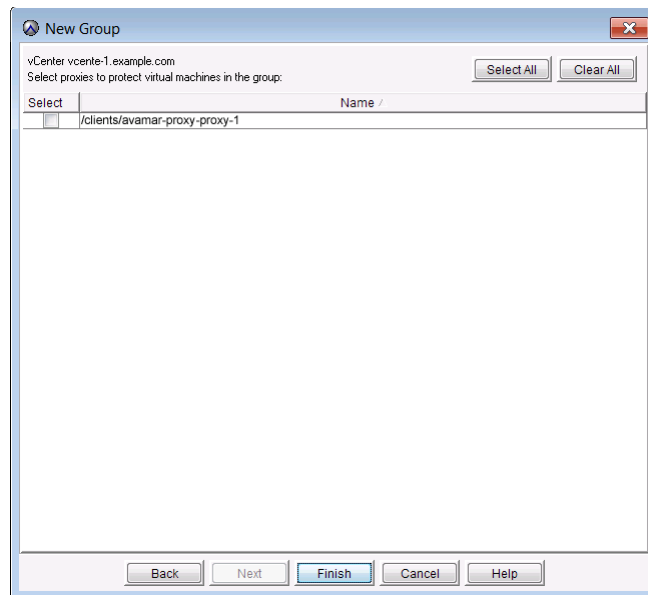 New Group
vCenter vcente-1.example.com
Select proxies to protect virtual machines in the group:
Select All Clear All
Select Name
/clients/avamar-proxy-proxy-1
Back Next Finish Cancel Help